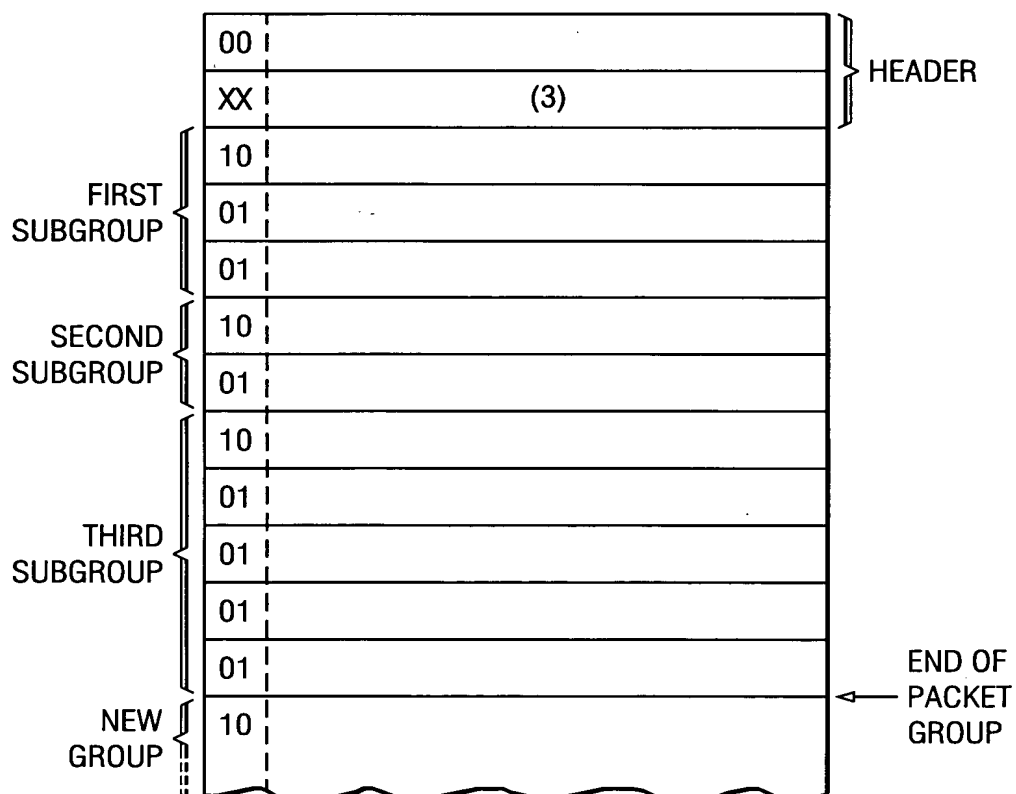 00
HEADER
XX (3)
10
FIRST
SUBGROUP
01
01
10
SECOND
SUBGROUP
01
10
01
THIRD
SUBGROUP
01
01
01
END OF
PACKET
GROUP
NEW
GROUP
10